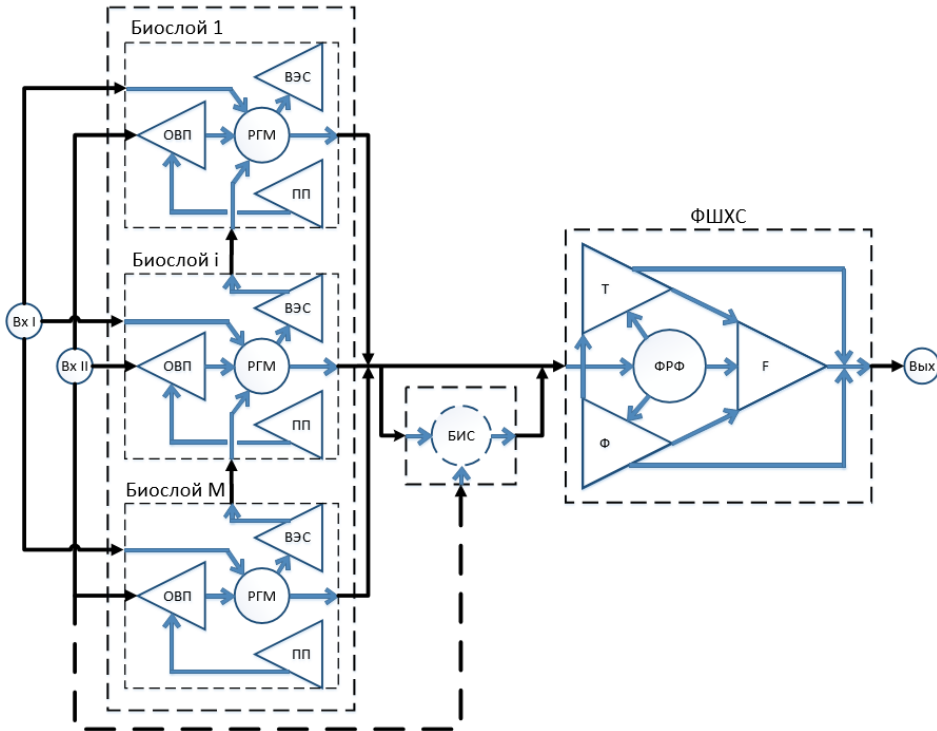 Биослой 1
ВЭС
ОВП
РГМ
ПП
ФШХС
Биослой i
ВЭС
Т
Вх I
Вх II
ОВП
РГМ
ФРФ
F
Вых
ПП
БИС
Ф
Биослой М
ВЭС
ОВП
РГМ
ПП